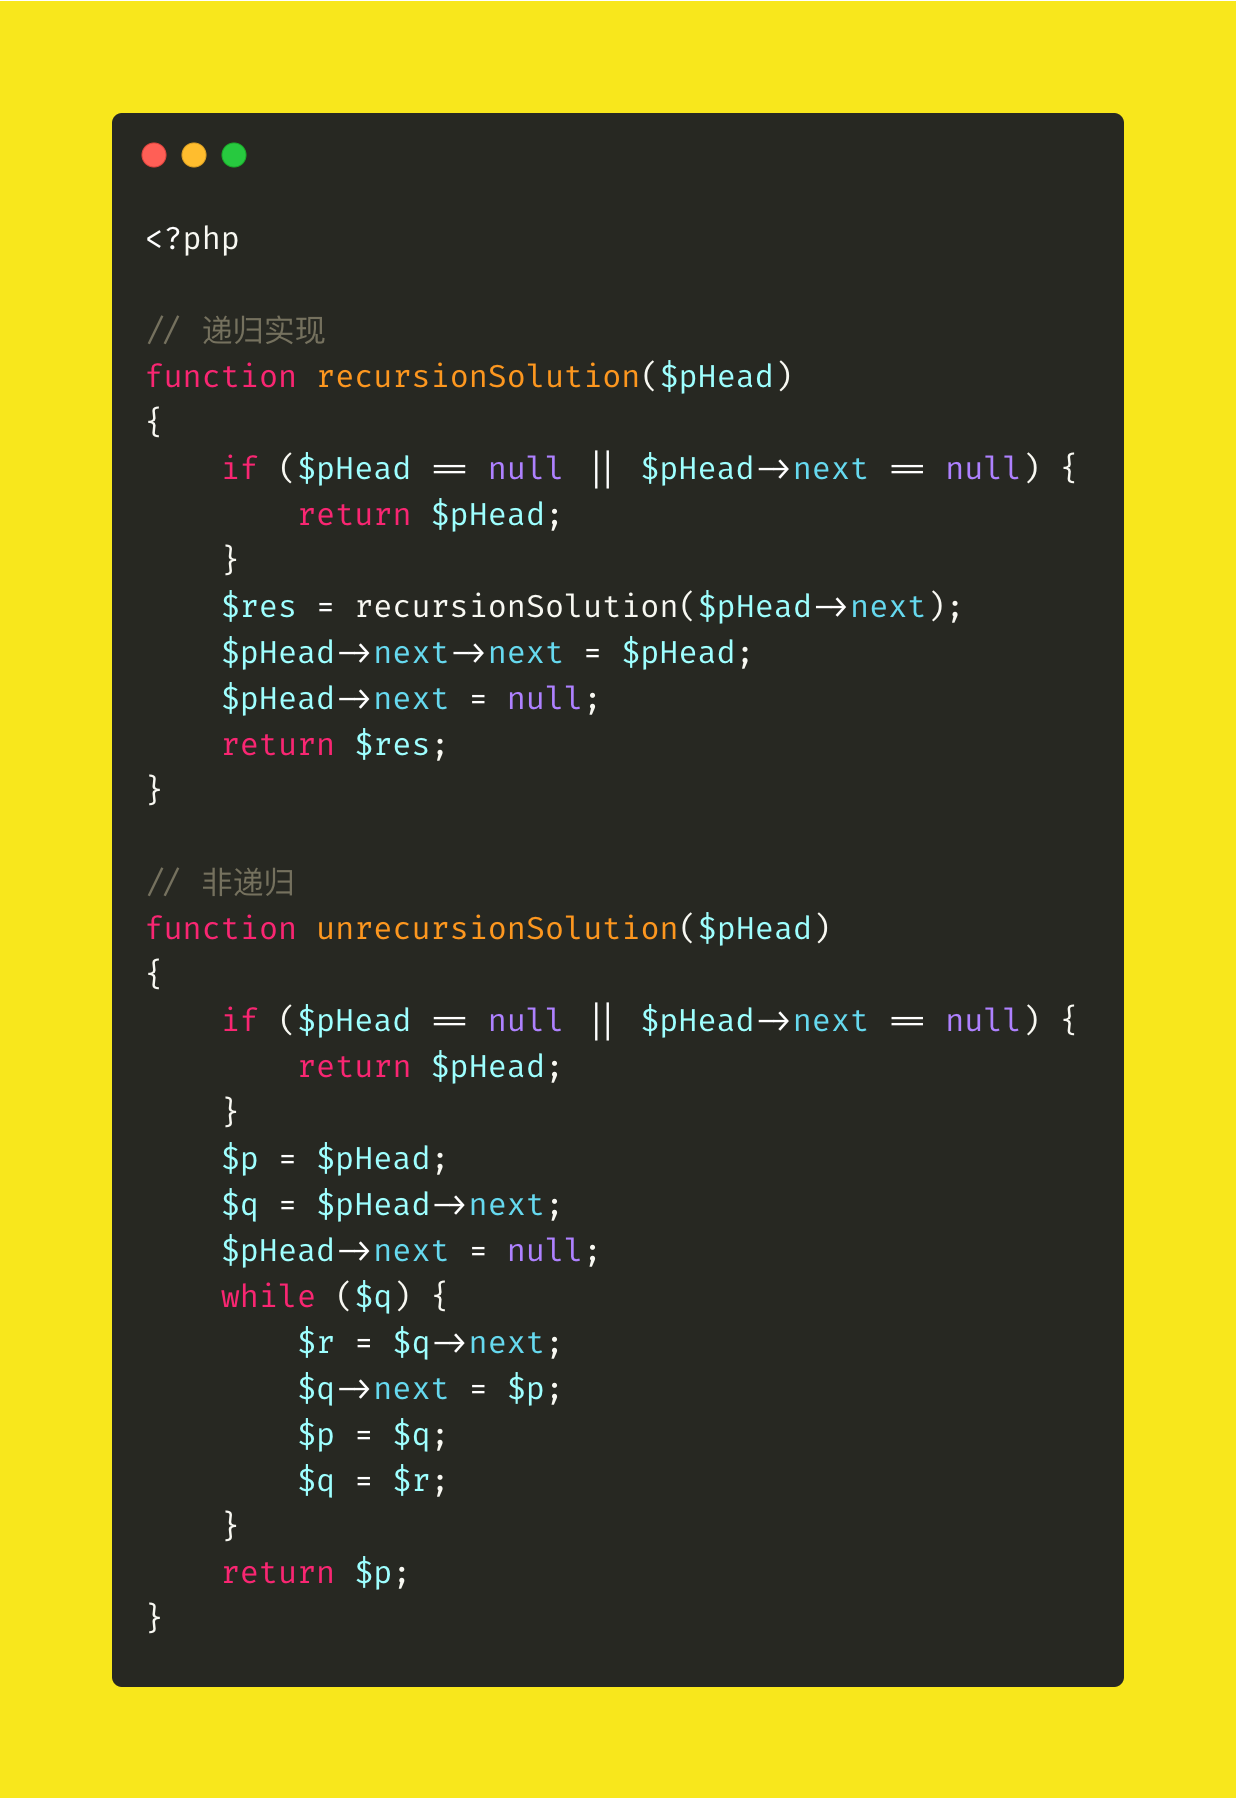 <?php
// 递归实现
function recursionSolution($pHead)
{
    if ($pHead == null || $pHead->next == null) {
        return $pHead;
    }
    $res = recursionSolution($pHead->next);
    $pHead->next->next = $pHead;
    $pHead->next = null;
    return $res;
}
// 非递归
function unrecursionSolution($pHead)
{
    if ($pHead == null || $pHead->next == null) {
        return $pHead;
    }
    $p = $pHead;
    $q = $pHead->next;
    $pHead->next = null;
    while ($q) {
        $r = $q->next;
        $q->next = $p;
        $p = $q;
        $q = $r;
    }
    return $p;
}